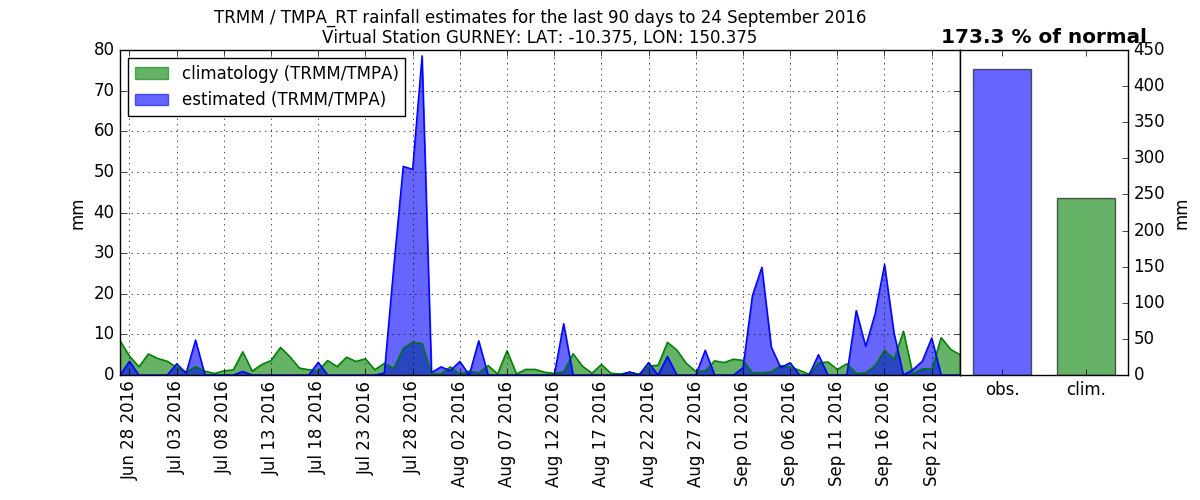 TRMM / TMPA_RT rainfall estimates for the last 90 days to 24 September 2016
Virtual Station GURNEY: LAT: -10.375, LON: 150.375
173.3 % of normal
climatology (TRMM/TMPA)
estimated (TRMM/TMPA)
mm
80
70
60
50
40
30
20
10
0
Jun 28 2016
Jul 03 2016
Jul 08 2016
Jul 13 2016
Jul 18 2016
Jul 23 2016
Jul 28 2016
Aug 02 2016
Aug 07 2016
Aug 12 2016
Aug 17 2016
Aug 22 2016
Aug 27 2016
Sep 01 2016
Sep 06 2016
Sep 11 2016
Sep 16 2016
Sep 21 2016
obs.
clim.
450
400
350
300
250
200
150
100
50
0
mm